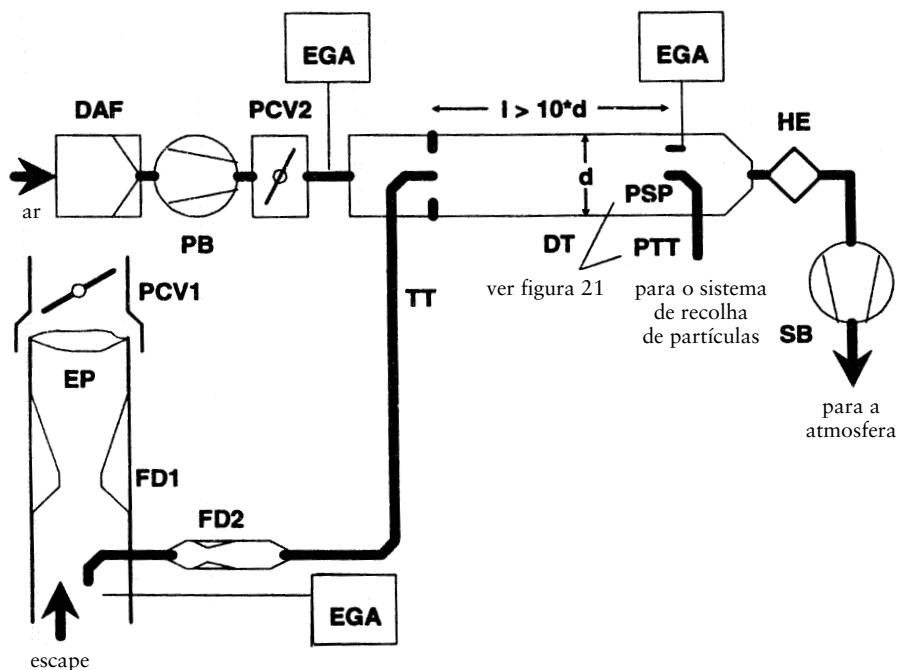 EGA
EGA
DAF
PCV2
l > 10*d
HE
ar
PB
d
PSP
DT
PTT
PCV1
TT
ver figura 21
para o sistema
de recolha
de partículas
SB
EP
para a
atmosfera
FD1
FD2
EGA
escape